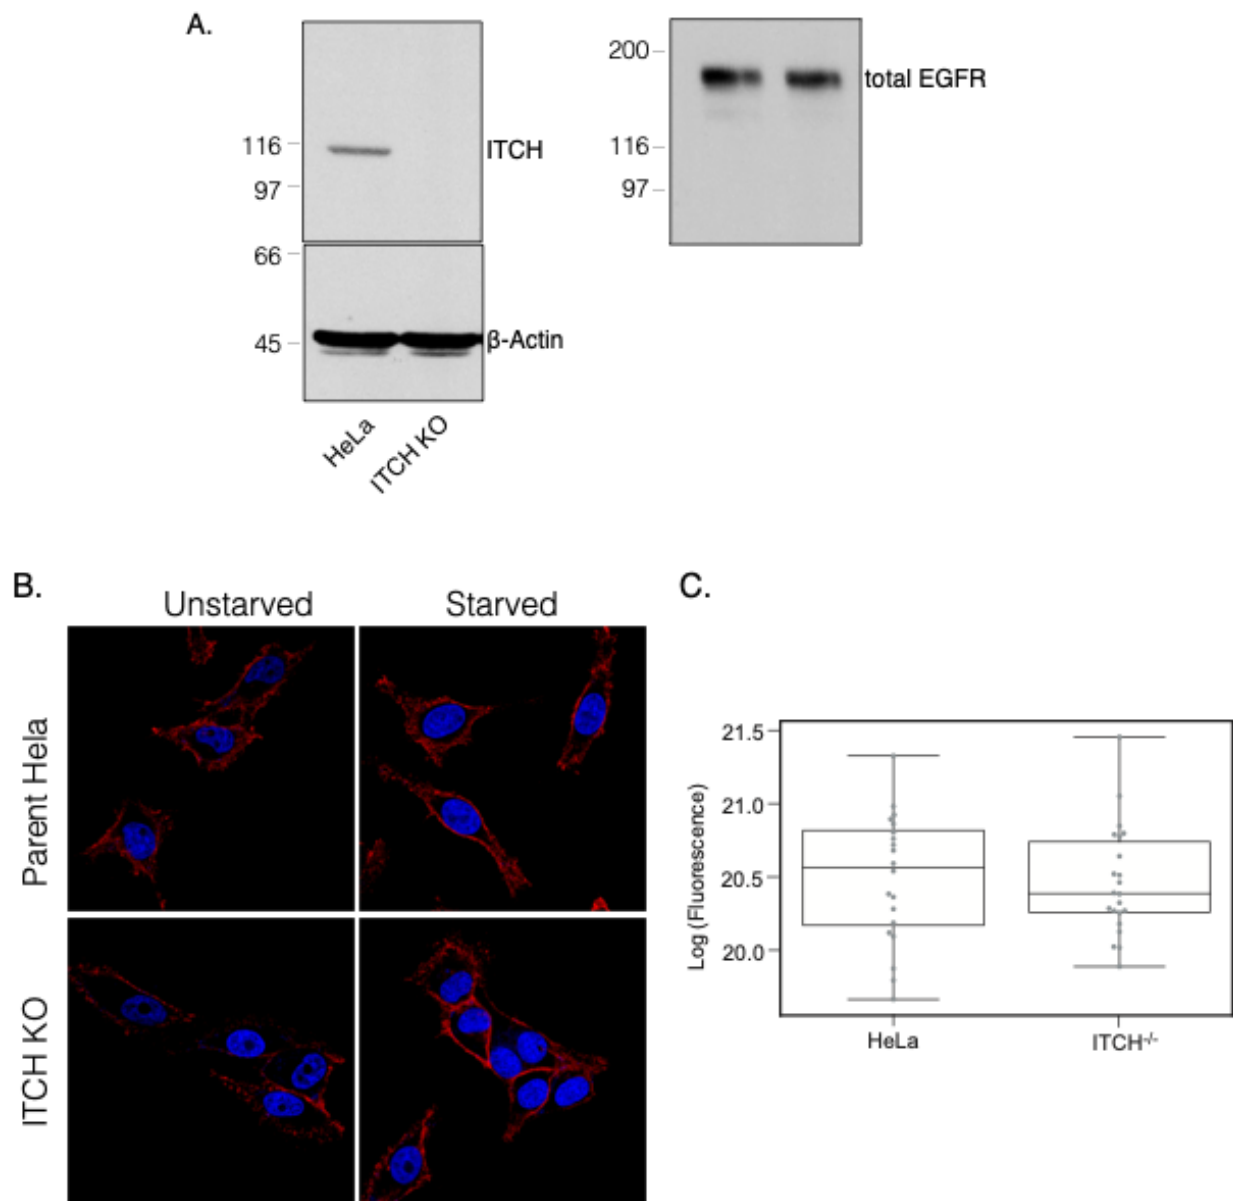 A.
116
97
ITCH
66
45
β-Actin
HeLa
ITCH KO
200
116
97
total EGFR
B.
Unstarved
Starved
Parent Hela
ITCH KO
C.
Log (Fluorescence)
21.5
21.0
20.5
20.0
HeLa
ITCH-/-